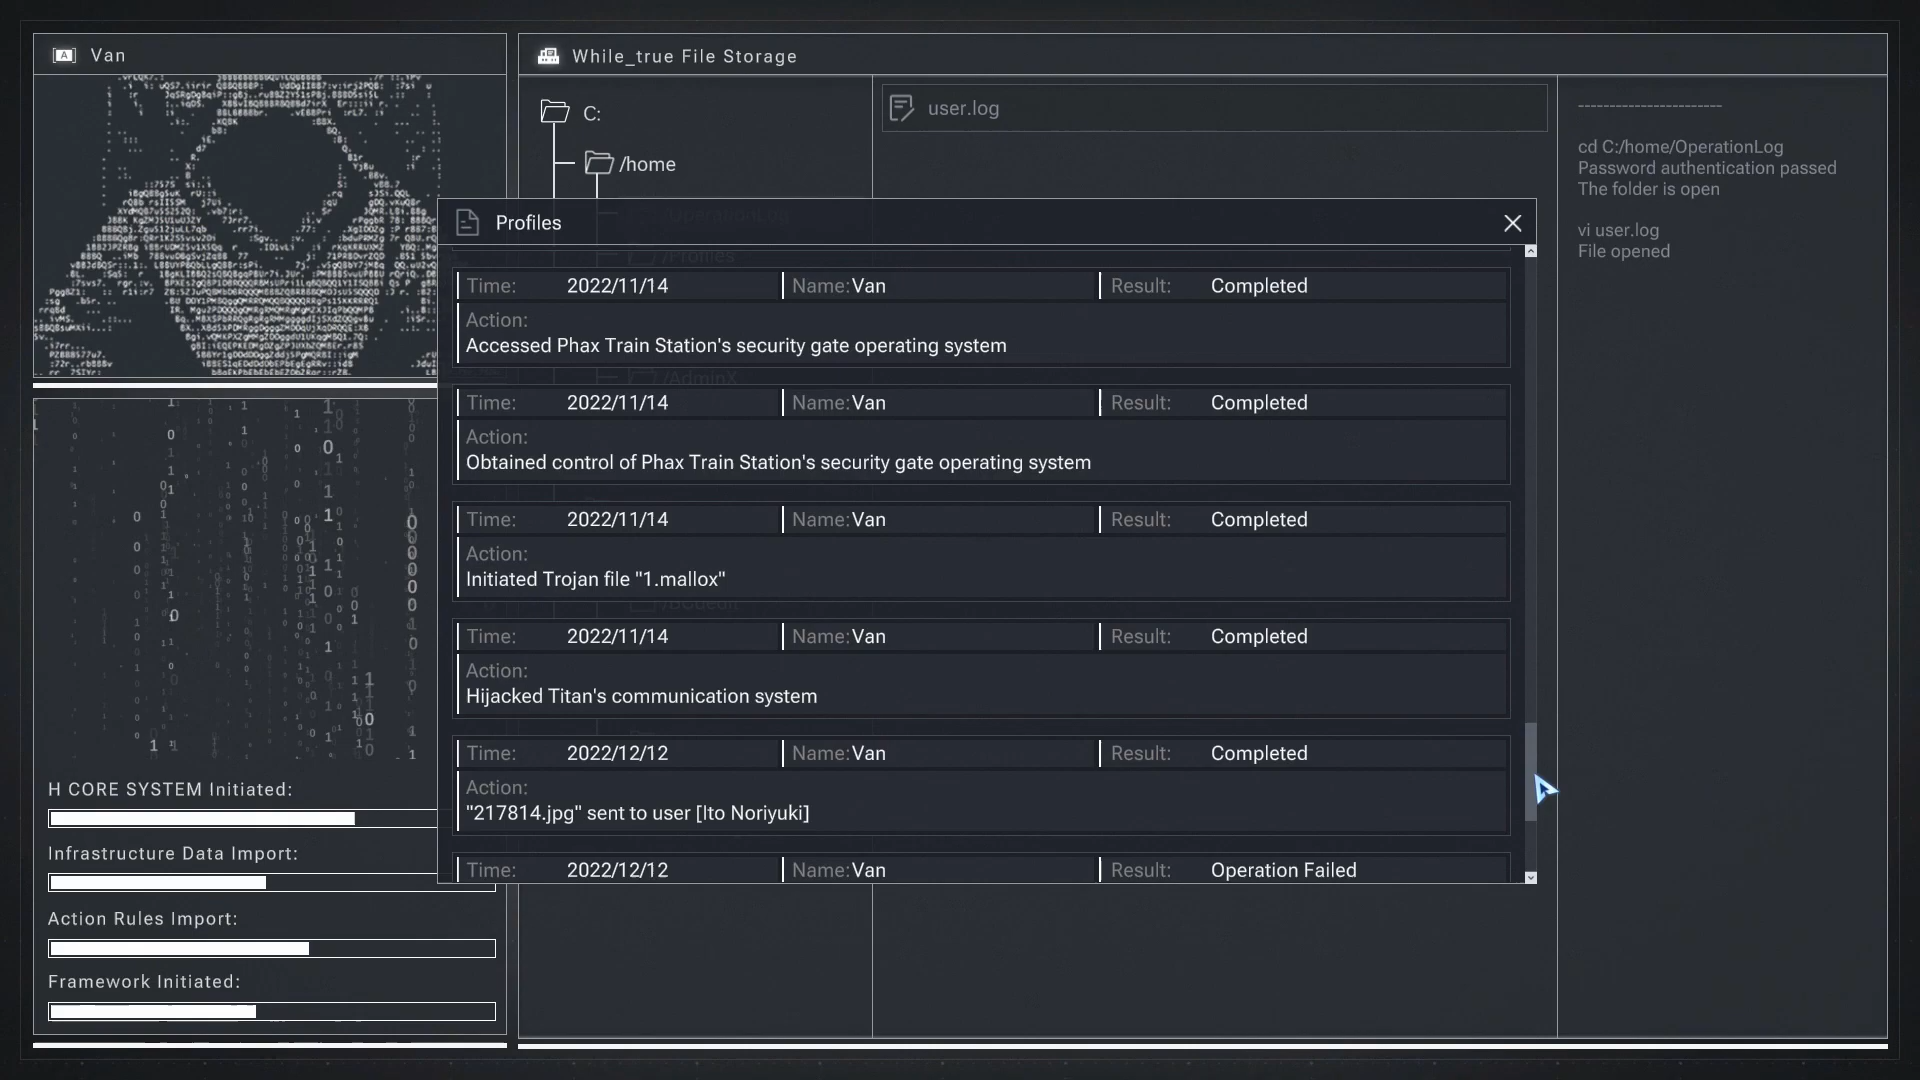 Van
While_true File Storage
C:
/home
/OperationLog
/Profiles
/AdminX
user.log
-----------------------
cd C:/home/OperationLog
Password authentication passed
The folder is open
vi user.log
File opened
Profiles
Time: 2022/11/14 Name: Van Result: Completed
Action:
Accessed Phax Train Station's security gate operating system
Time: 2022/11/14 Name: Van Result: Completed
Action:
Obtained control of Phax Train Station's security gate operating system
Time: 2022/11/14 Name: Van Result: Completed
Action:
Initiated Trojan file "1.mallox"
Time: 2022/11/14 Name: Van Result: Completed
Action:
Hijacked Titan's communication system
Time: 2022/12/12 Name: Van Result: Completed
Action:
"217814.jpg" sent to user [Ito Noriyuki]
Time: 2022/12/12 Name: Van Result: Operation Failed
H CORE SYSTEM Initiated:
Infrastructure Data Import:
Action Rules Import:
Framework Initiated: